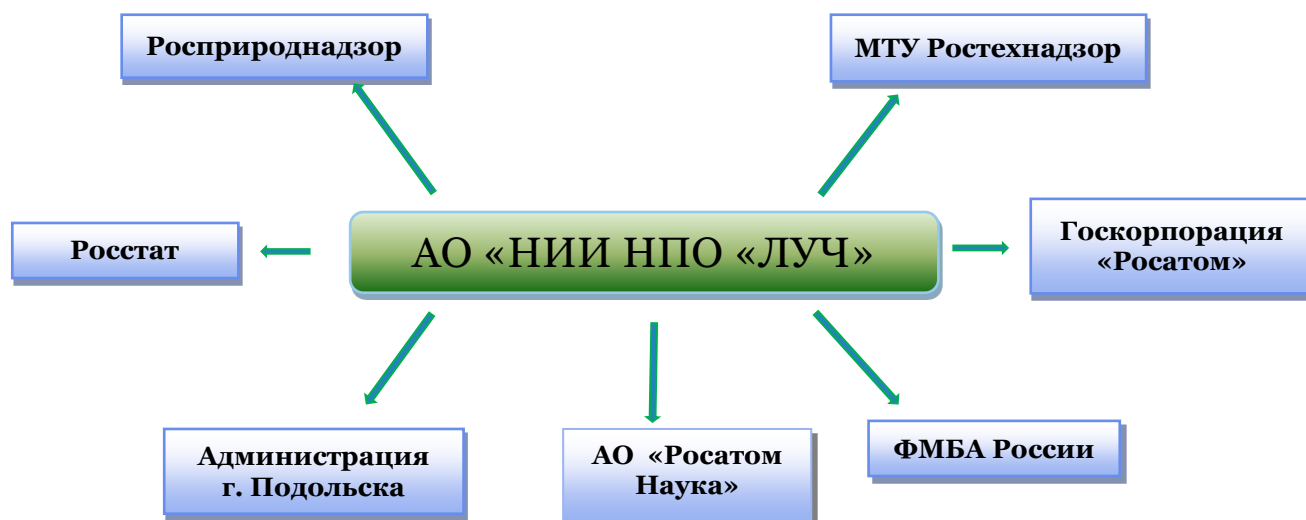 Росприроднадзор
МТУ Ростехнадзор
Росстат
АО «НИИ НПО «ЛУЧ»
Госкорпорация
«Росатом»
Администрация
г. Подольска
АО «Росатом
Наука»
ФМБА России